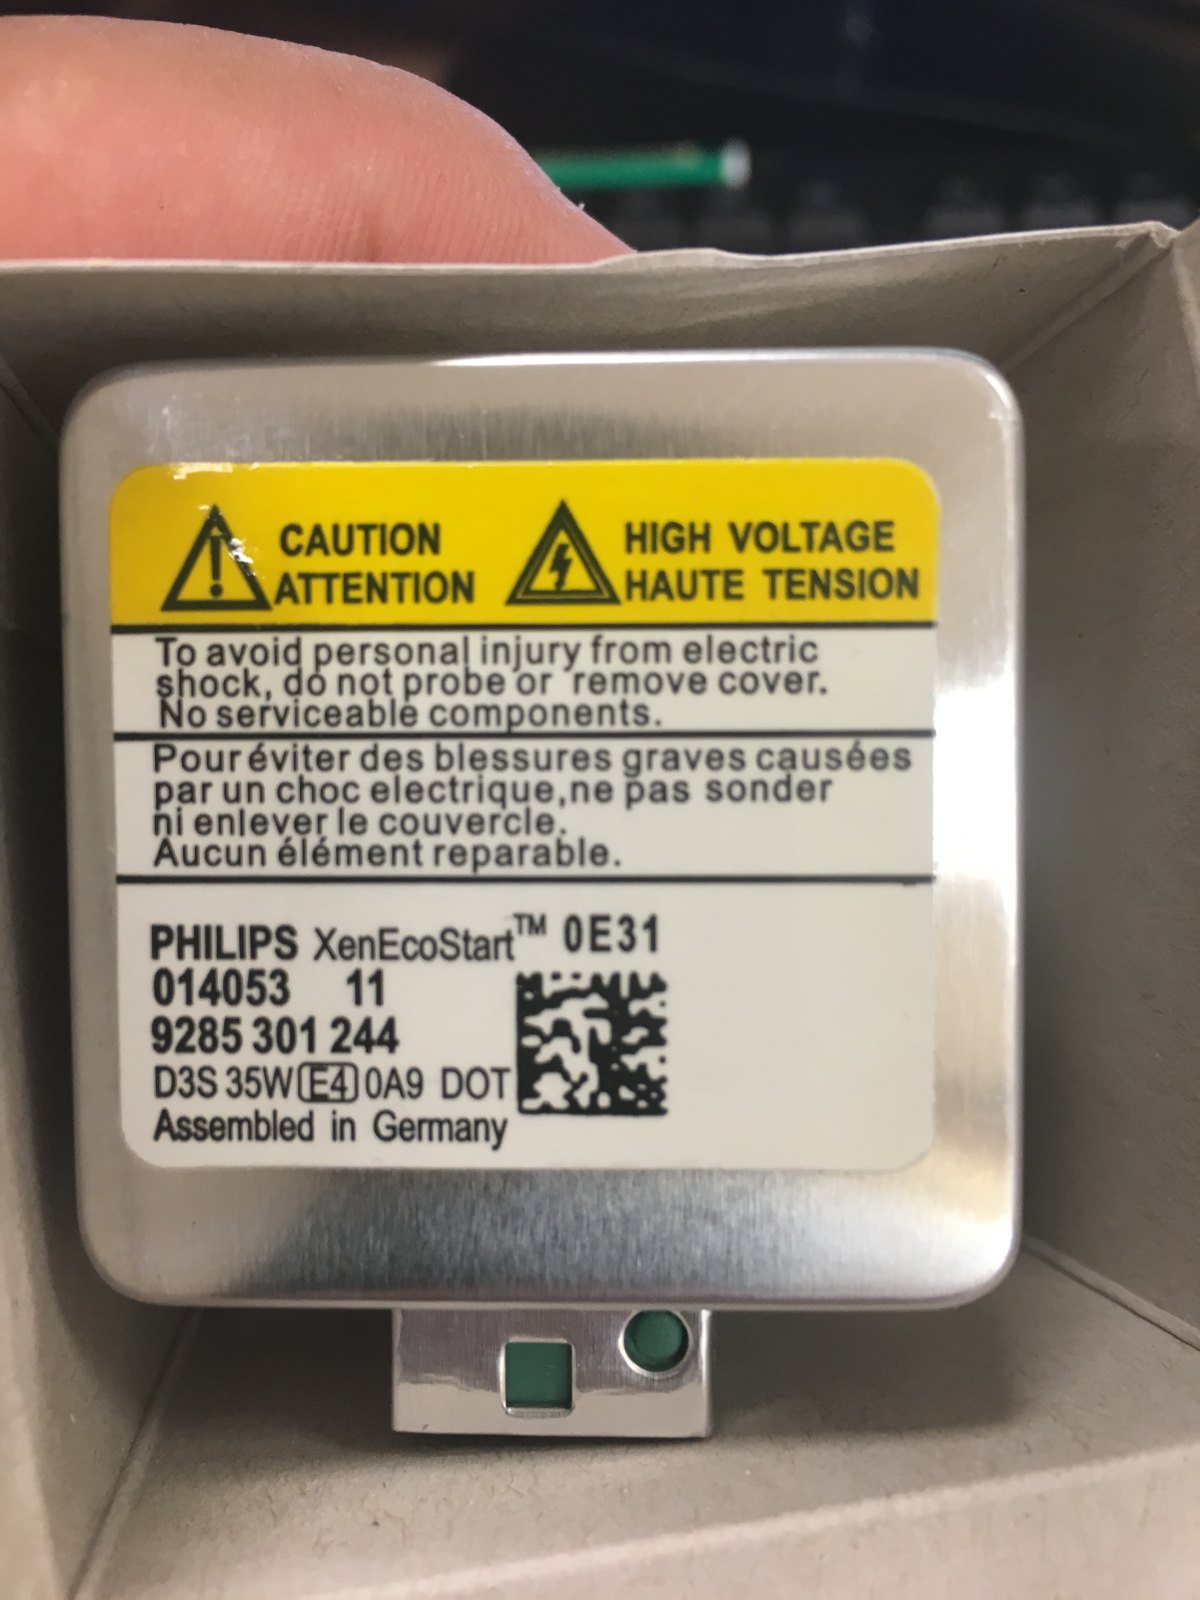 CAUTION
ATTENTION
HIGH VOLTAGE
HAUTE TENSION
To avoid personal injury from electric
shock, do not probe or remove cover.
No serviceable components.
Pour éviter des blessures graves causées
par un choc electrique,ne pas sonder
ni enlever le couvercle.
Aucun élément reparable.
PHILIPS XenEcoStart™ 0E31
014053 11
9285 301 244
D3S 35W E4 0A9 DOT
Assembled in Germany